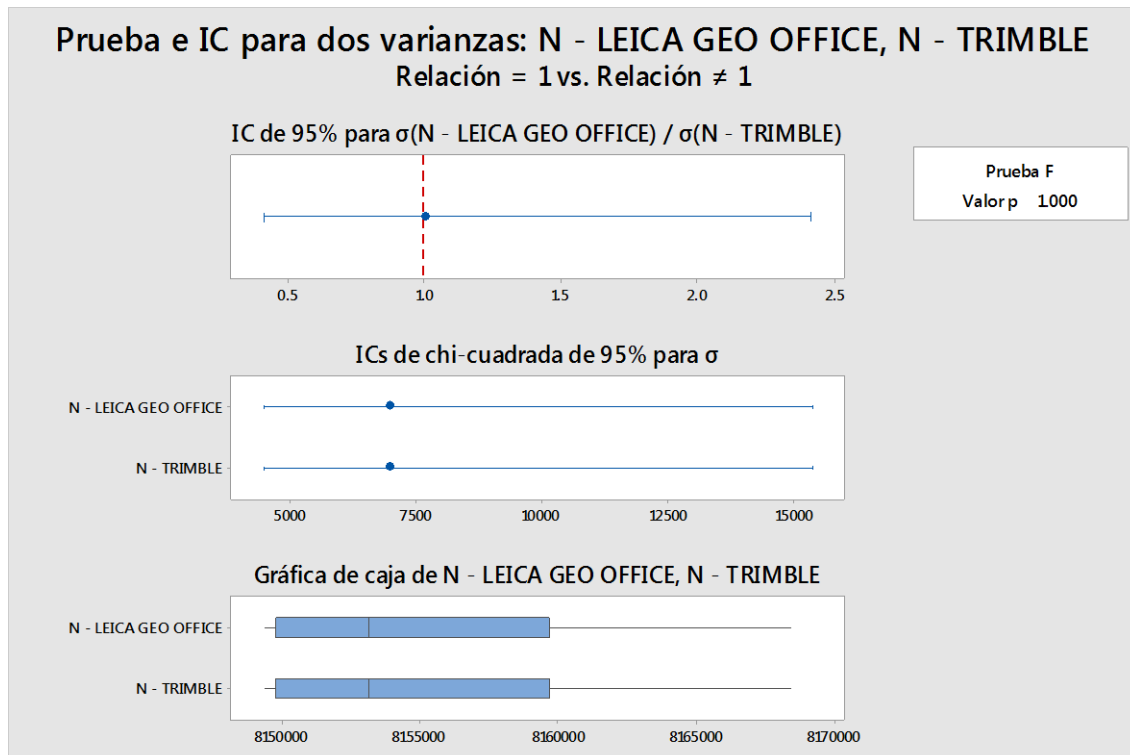 Prueba e IC para dos varianzas: N - LEICA GEO OFFICE, N - TRIMBLE
Relación = 1 vs. Relación ≠ 1
IC de 95% para σ(N - LEICA GEO OFFICE) / σ(N - TRIMBLE)
Prueba F
Valor p 1.000
0.5 1.0 1.5 2.0 2.5
ICs de chi-cuadrada de 95% para σ
N - LEICA GEO OFFICE
N - TRIMBLE
5000 7500 10000 12500 15000
Gráfica de caja de N - LEICA GEO OFFICE, N - TRIMBLE
N - LEICA GEO OFFICE
N - TRIMBLE
8150000 8155000 8160000 8165000 8170000